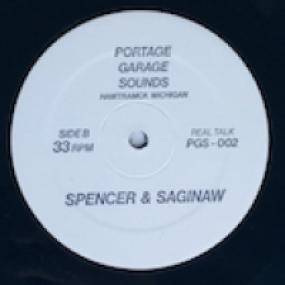 PORTAGE
GARAGE
SOUNDS
HAMTRAMCK MICHIGAN
SIDE B
33 RPM
REAL TALK
PGS-002
SPENCER & SAGINAW